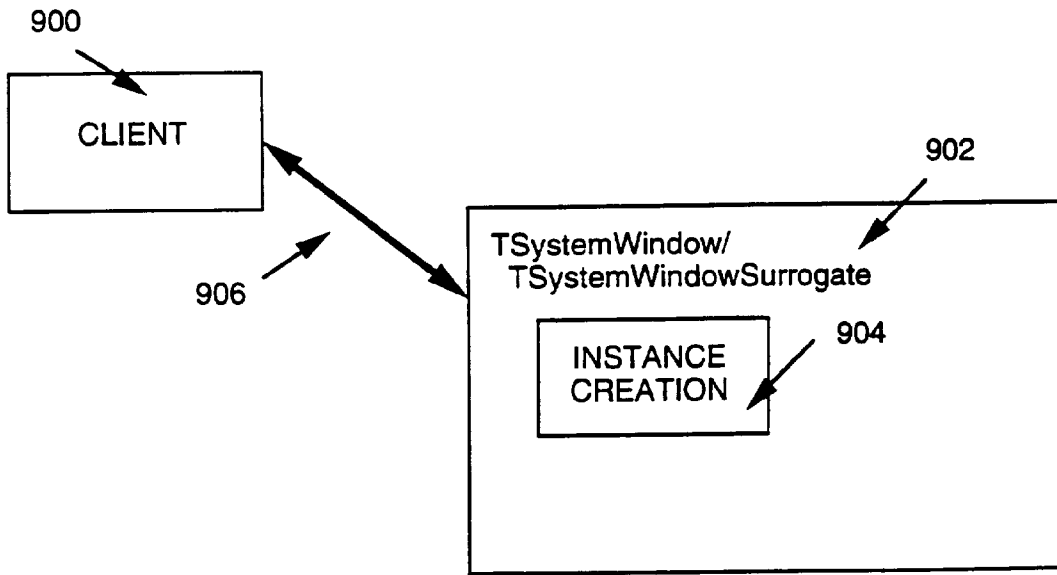 900
CLIENT
902
TSystemWindow/
TSystemWindowSurrogate
906
904
INSTANCE
CREATION